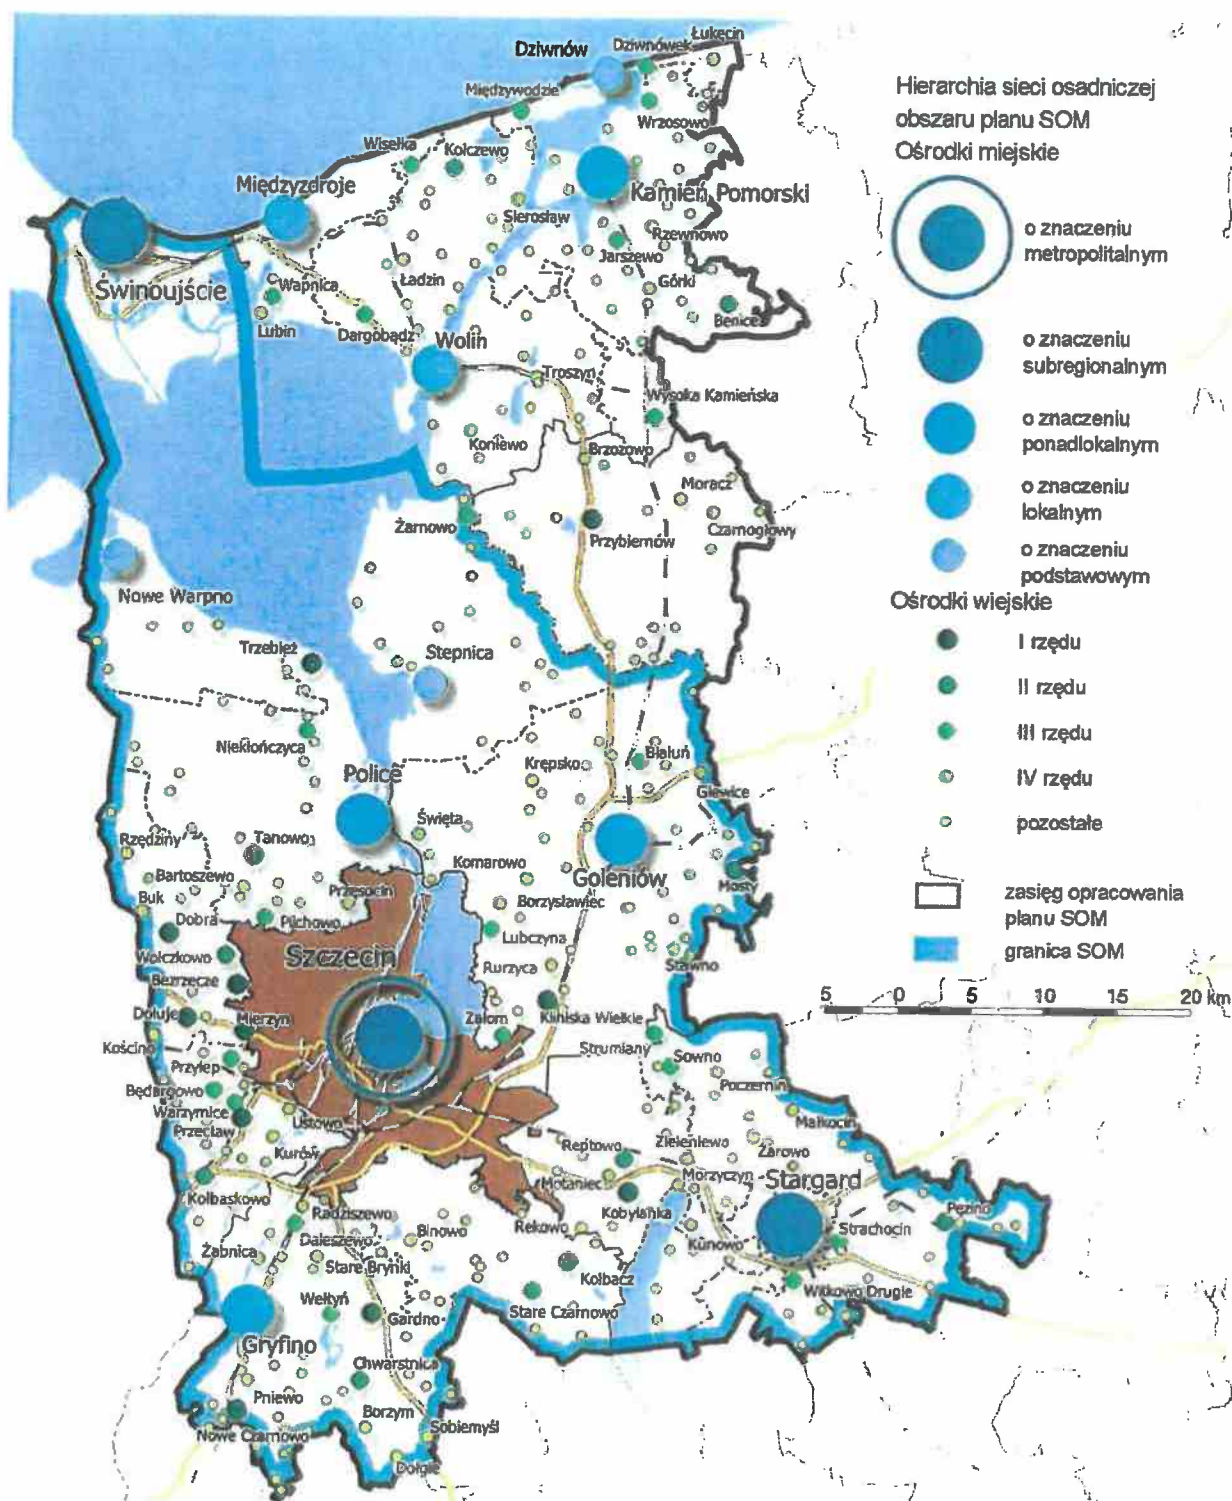 Łukęcin
Dziwnówek
Dziwnów
Międzywodzie
Wrzosowo
Wisełka
Kołczewo
Międzyzdroje
Kamień Pomorski
Sierosław
Rzewnowo
Jarszewo
Świnoujście
Wapnica
Ładzin
Górki
Lubin
Dargobądz
Benice
Wolin
Troszyn
Wysoka Kamieńska
Koniewo
Brzozowo
Moracz
Żarnowo
Przybiernów
Czarnogłowy
Nowe Warpno
Trzebież
Stepnica
Niekłończyca
Białuń
Krępsko
Police
Glewice
Święta
Rzędziny
Tanowo
Komarowo
Goleniów
Bartoszewo
Mosty
Buk
Przęsocin
Borzysławiec
Dobra
Pilchowo
Lubczyna
Wołczkowo
Szczecin
Stawno
Rurzyca
Bezrzecze
Dołuje
Mierzyn
Załom
Kliniska Wielkie
Kościno
Strumiany
Sowno
Przylep
Poczernin
Będargowo
Warzymice
Ustowo
Małkocin
Przecław
Reptowo
Zieleniewo
Żarowo
Kurów
Morzyczyn
Stargard
Kołbaskowo
Motaniec
Radziszewo
Kobylanka
Pezino
Rekowo
Strachocin
Binowo
Daleszewo
Kunowo
Żabnica
Stare Brynki
Kołbacz
Wełtyń
Stare Czarnowo
Witkowo Drugie
Gardno
Gryfino
Chwarstnica
Pniewo
Borzym
Sobiemyśl
Nowe Czarnowo
Dołgie
Hierarchia sieci osadniczej
obszaru planu SOM
Ośrodki miejskie
o znaczeniu
metropolitalnym
o znaczeniu
subregionalnym
o znaczeniu
ponadlokalnym
o znaczeniu
lokalnym
o znaczeniu
podstawowym
Ośrodki wiejskie
I rzędu
II rzędu
III rzędu
IV rzędu
pozostałe
zasięg opracowania
planu SOM
granica SOM
5 0 5 10 15 20 km